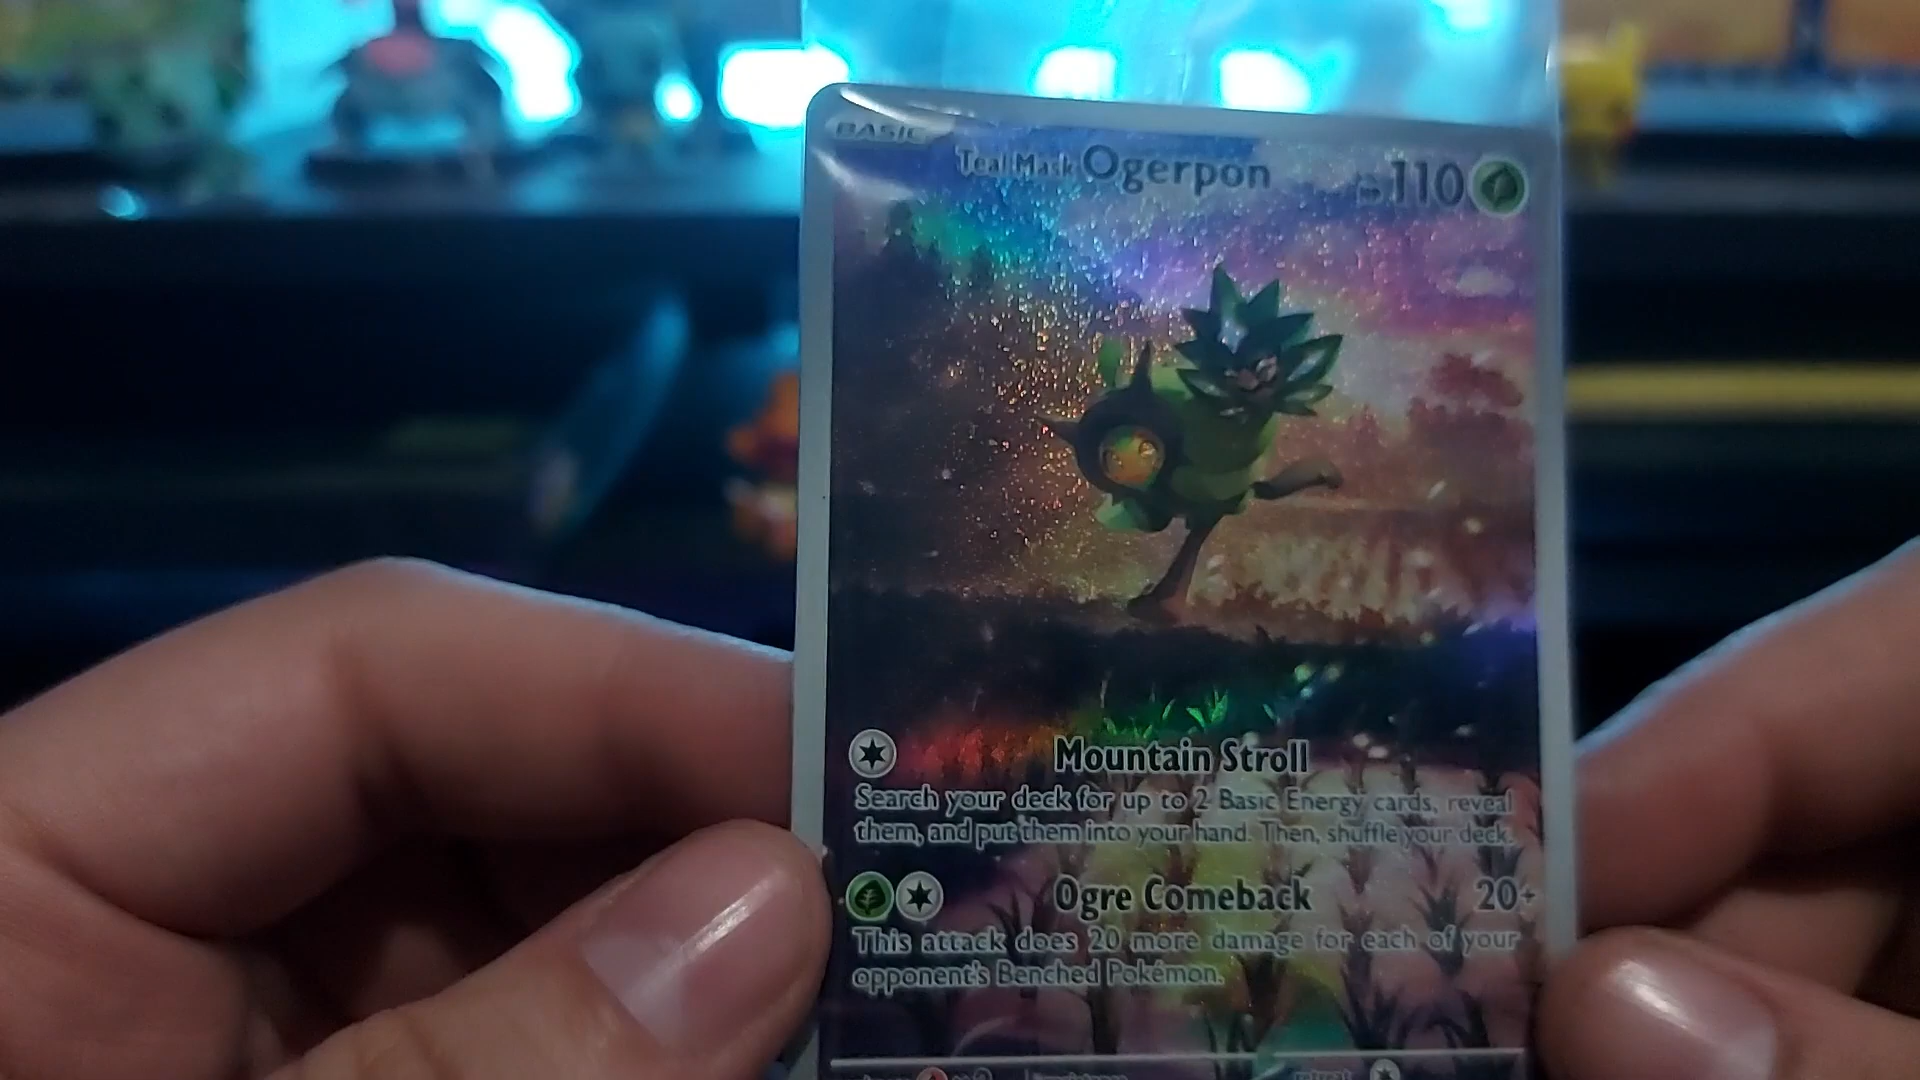 BASIC
Teal Mask Ogerpon HP 110
Mountain Stroll
Search your deck for up to 2 Basic Energy cards, reveal
them, and put them into your hand. Then, shuffle your deck.
Ogre Comeback 20+
This attack does 20 more damage for each of your
opponent's Benched Pokémon.
retreat